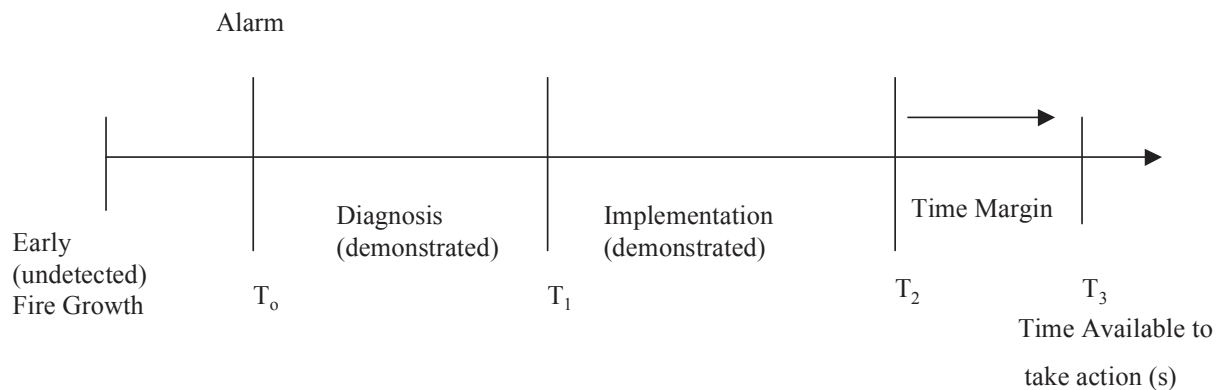 Alarm
Early
(undetected)
Fire Growth
T₀
Diagnosis
(demonstrated)
T₁
Implementation
(demonstrated)
T₂
Time Margin
T₃
Time Available to
take action (s)